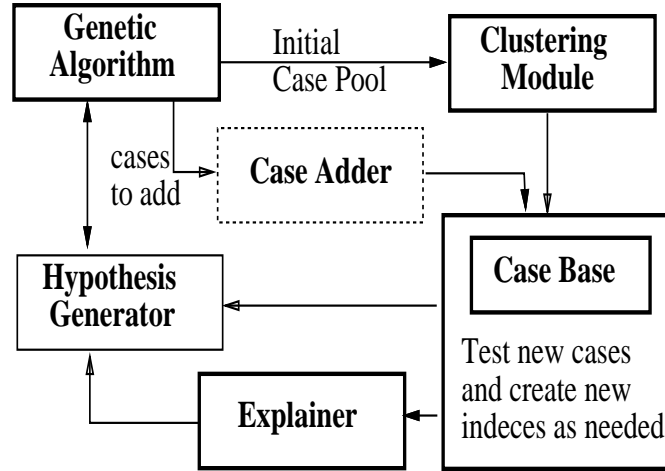 Genetic
Algorithm
Initial
Case Pool
Clustering
Module
cases
to add
Case Adder
Hypothesis
Generator
Case Base
Test new cases
and create new
indeces as needed
Explainer